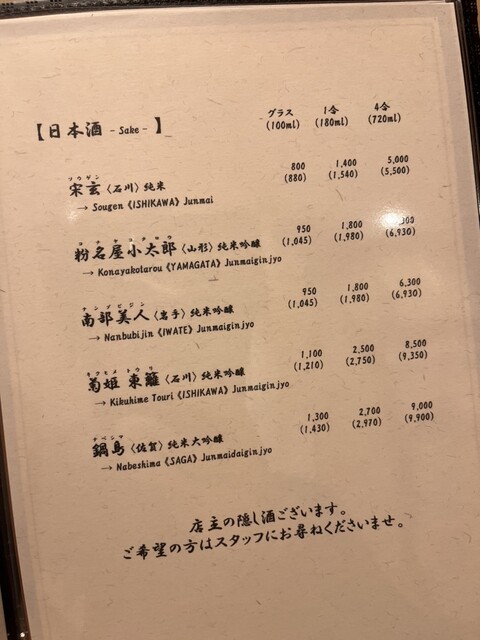 グラス 1合 4合
(100ml) (180ml) (720ml)
【日本酒 - Sake - 】
ソウゲン 800 1,400 5,000
宗玄〈石川〉純米 (880) (1,540) (5,500)
→ Sougen《ISHIKAWA》Junmai
950 1,800
粉名屋小太郎〈山形〉純米吟醸 (1,045) (1,980) (6,930)
→ Konayakotarou《YAMAGATA》Junmaiginjyo
ナンブビジン 950 1,800 6,300
南部美人〈岩手〉純米吟醸 (1,045) (1,980) (6,930)
→ Nanbubijin《IWATE》Junmaiginjyo
キクヒメ トウリ 1,100 2,500 8,500
菊姫 東籬〈石川〉純米吟醸 (1,210) (2,750) (9,350)
→ Kikuhime Touri《ISHIKAWA》Junmaiginjyo
ナベシマ 1,300 2,700 9,000
鍋島〈佐賀〉純米大吟醸 (1,430) (2,970) (9,900)
→ Nabeshima《SAGA》Junmaidaiginjyo
店主の隠し酒ございます。
ご希望の方はスタッフにお尋ねくださいませ。